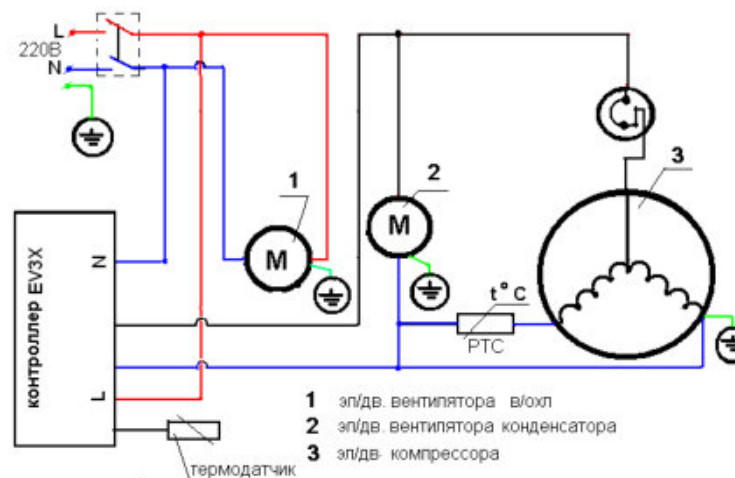 L
220В
N
1
2
3
M
M
контроллер EV3X
N
L
t°C
РТС
термодатчик
1 эл/дв. вентилятора в/охл
2 эл/дв. вентилятора конденсатора
3 эл/дв. компрессора